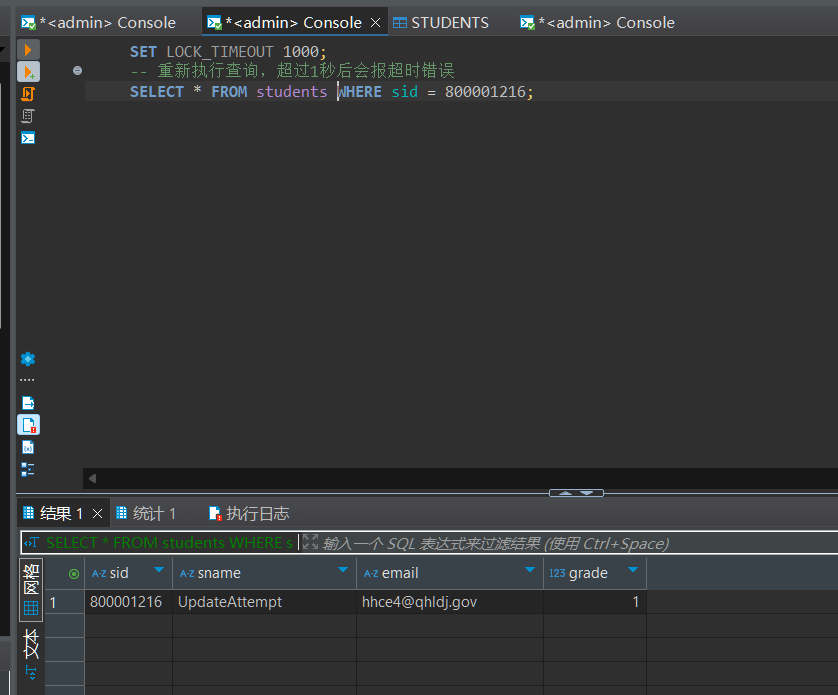 *<admin> Console *<admin> Console STUDENTS *<admin> Console
SET LOCK_TIMEOUT 1000;
-- 重新执行查询，超过1秒后会报超时错误
SELECT * FROM students WHERE sid = 800001216;
结果 1 统计 1 执行日志
SELECT * FROM students WHERE s 输入一个 SQL 表达式来过滤结果 (使用 Ctrl+Space)
网格
文本
A-Z sid A-Z sname A-Z email 123 grade
1 800001216 UpdateAttempt hhce4@qhldj.gov 1